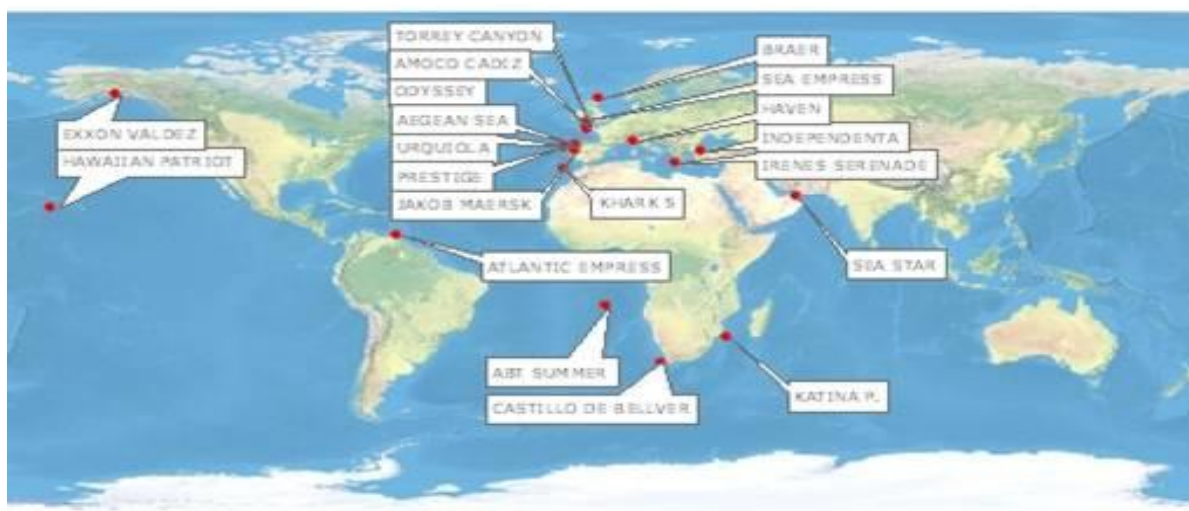 TORREY CANYON
AMOCO CADIZ
ODYSSEY
AEGEAN SEA
URQUIOLA
PRESTIGE
JAKOB MAERSK
KHARK 5
BRAER
SEA EMPRESS
HAVEN
INDEPENDENTA
IRENES SERENADE
EXXON VALDEZ
HAWAIIAN PATRIOT
ATLANTIC EMPRESS
SEA STAR
ABT SUMMER
CASTILLO DE BELLVER
KATINA P.